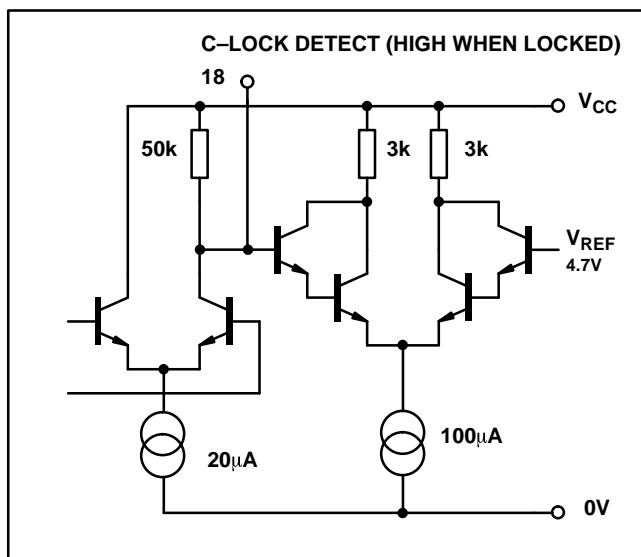 C–LOCK DETECT (HIGH WHEN LOCKED)
18
VCC
50k
3k
3k
VREF
4.7V
20μA
100μA
0V